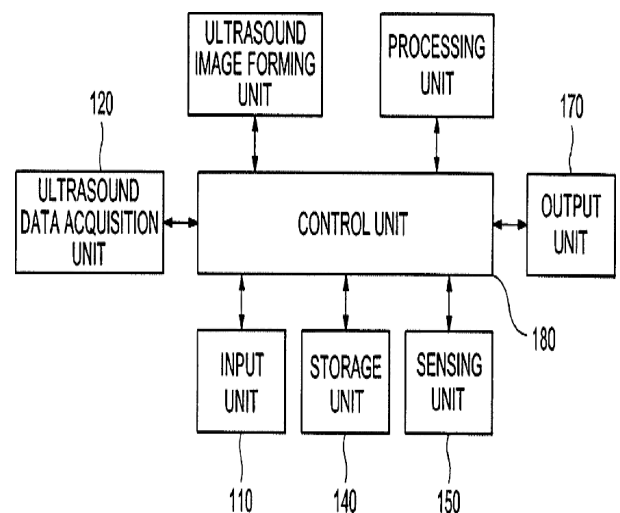 ULTRASOUND
IMAGE FORMING
UNIT
PROCESSING
UNIT
120
170
ULTRASOUND
DATA ACQUISITION
UNIT
CONTROL UNIT
OUTPUT
UNIT
180
INPUT
UNIT
STORAGE
UNIT
SENSING
UNIT
110
140
150